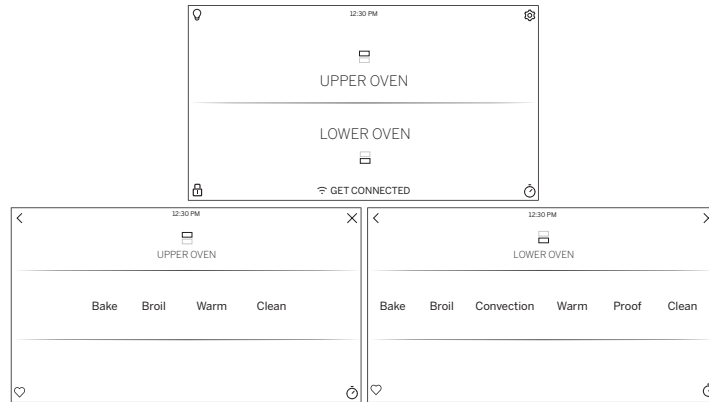 12:30 PM
UPPER OVEN
LOWER OVEN
GET CONNECTED
12:30 PM
UPPER OVEN
Bake Broil Warm Clean
12:30 PM
LOWER OVEN
Bake Broil Convection Warm Proof Clean